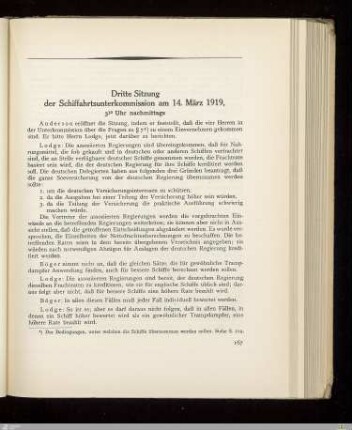 Dritte Sitzung
der Schiffahrtsunterkommission am 14. März 1919,
3³⁰ Uhr nachmittags
Anderson eröffnet die Sitzung, indem er feststellt, daß die vier Herren in
der Unterkommission über die Fragen zu § 7¹) zu einem Einvernehmen gekommen
sind. Er bitte Herrn Lodge, jetzt darüber zu berichten.
Lodge: Die assoziierten Regierungen sind übereingekommen, daß für Nah-
rungsmittel, die fob gekauft und in deutschen oder anderen Schiffen verfrachtet
sind, die an Stelle verfügbarer deutscher Schiffe genommen werden, die Frachtrate
basiert sein wird, die der deutschen Regierung für die Schiffe kreditiert werden
soll. Die deutschen Delegierten haben aus folgenden drei Gründen beantragt, daß
die ganze Seeversicherung von der deutschen Regierung übernommen werden
sollte:
1. um die deutschen Versicherungsinteressen zu schützen;
2. da die Ausgaben bei einer Teilung der Versicherung höher sein würden,
3. da die Teilung der Versicherung die praktische Ausführung schwierig
machen würde.
Die Vertreter der assoziierten Regierungen werden die vorgebrachten Ein-
wände an die betreffenden Regierungen weiterleiten; sie können aber nicht in Aus-
sicht stellen, daß die getroffenen Entscheidungen abgeändert werden. Es wurde ver-
sprochen, die Einzelheiten der Nettofrachtsatzberechnungen zu beschaffen. Die be-
treffenden Raten seien in dem bereits übergebenen Verzeichnis angegeben; sie
würden nach notwendigen Abzügen für Auslagen der deutschen Regierung kredi-
tiert werden.
Böger nimmt nicht an, daß die gleichen Sätze, die für gewöhnliche Tramp-
dampfer Anwendung finden, auch für bessere Schiffe berechnet werden sollen.
Lodge: Die assoziierten Regierungen sind bereit, der deutschen Regierung
dieselben Frachtraten zu kreditieren, wie sie für englische Schiffe üblich sind; dar-
aus folgt aber nicht, daß für bessere Schiffe eine höhere Rate bezahlt wird.
Böger: In allen diesen Fällen muß jeder Fall individuell bewertet werden.
Lodge: So ist es; aber es darf daraus nicht folgen, daß in allen Fällen, in
denen ein Schiff höher bewertet wird als ein gewöhnlicher Trampdampfer, eine
höhere Rate bezahlt wird.
¹) Die Bedingungen, unter welchen die Schiffe übernommen werden sollen. Siehe S. 114.
167